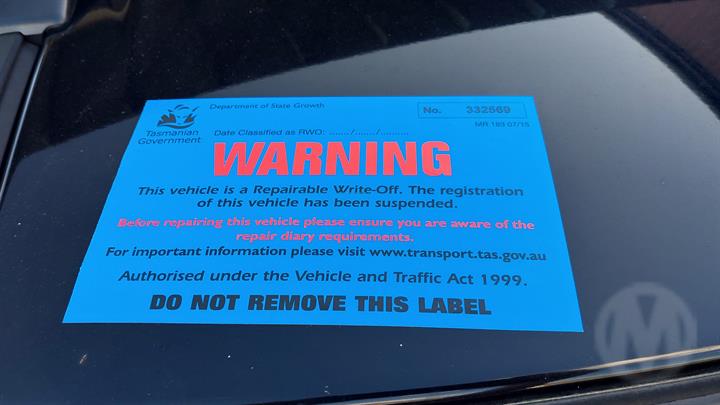 Department of State Growth
No. 332569
MR 183 07/15
Tasmanian
Government
Date Classified as RWO: ....../....../..........
WARNING
This vehicle is a Repairable Write-Off. The registration
of this vehicle has been suspended.
Before repairing this vehicle please ensure you are aware of the
repair diary requirements.
For important information please visit www.transport.tas.gov.au
Authorised under the Vehicle and Traffic Act 1999.
DO NOT REMOVE THIS LABEL
M